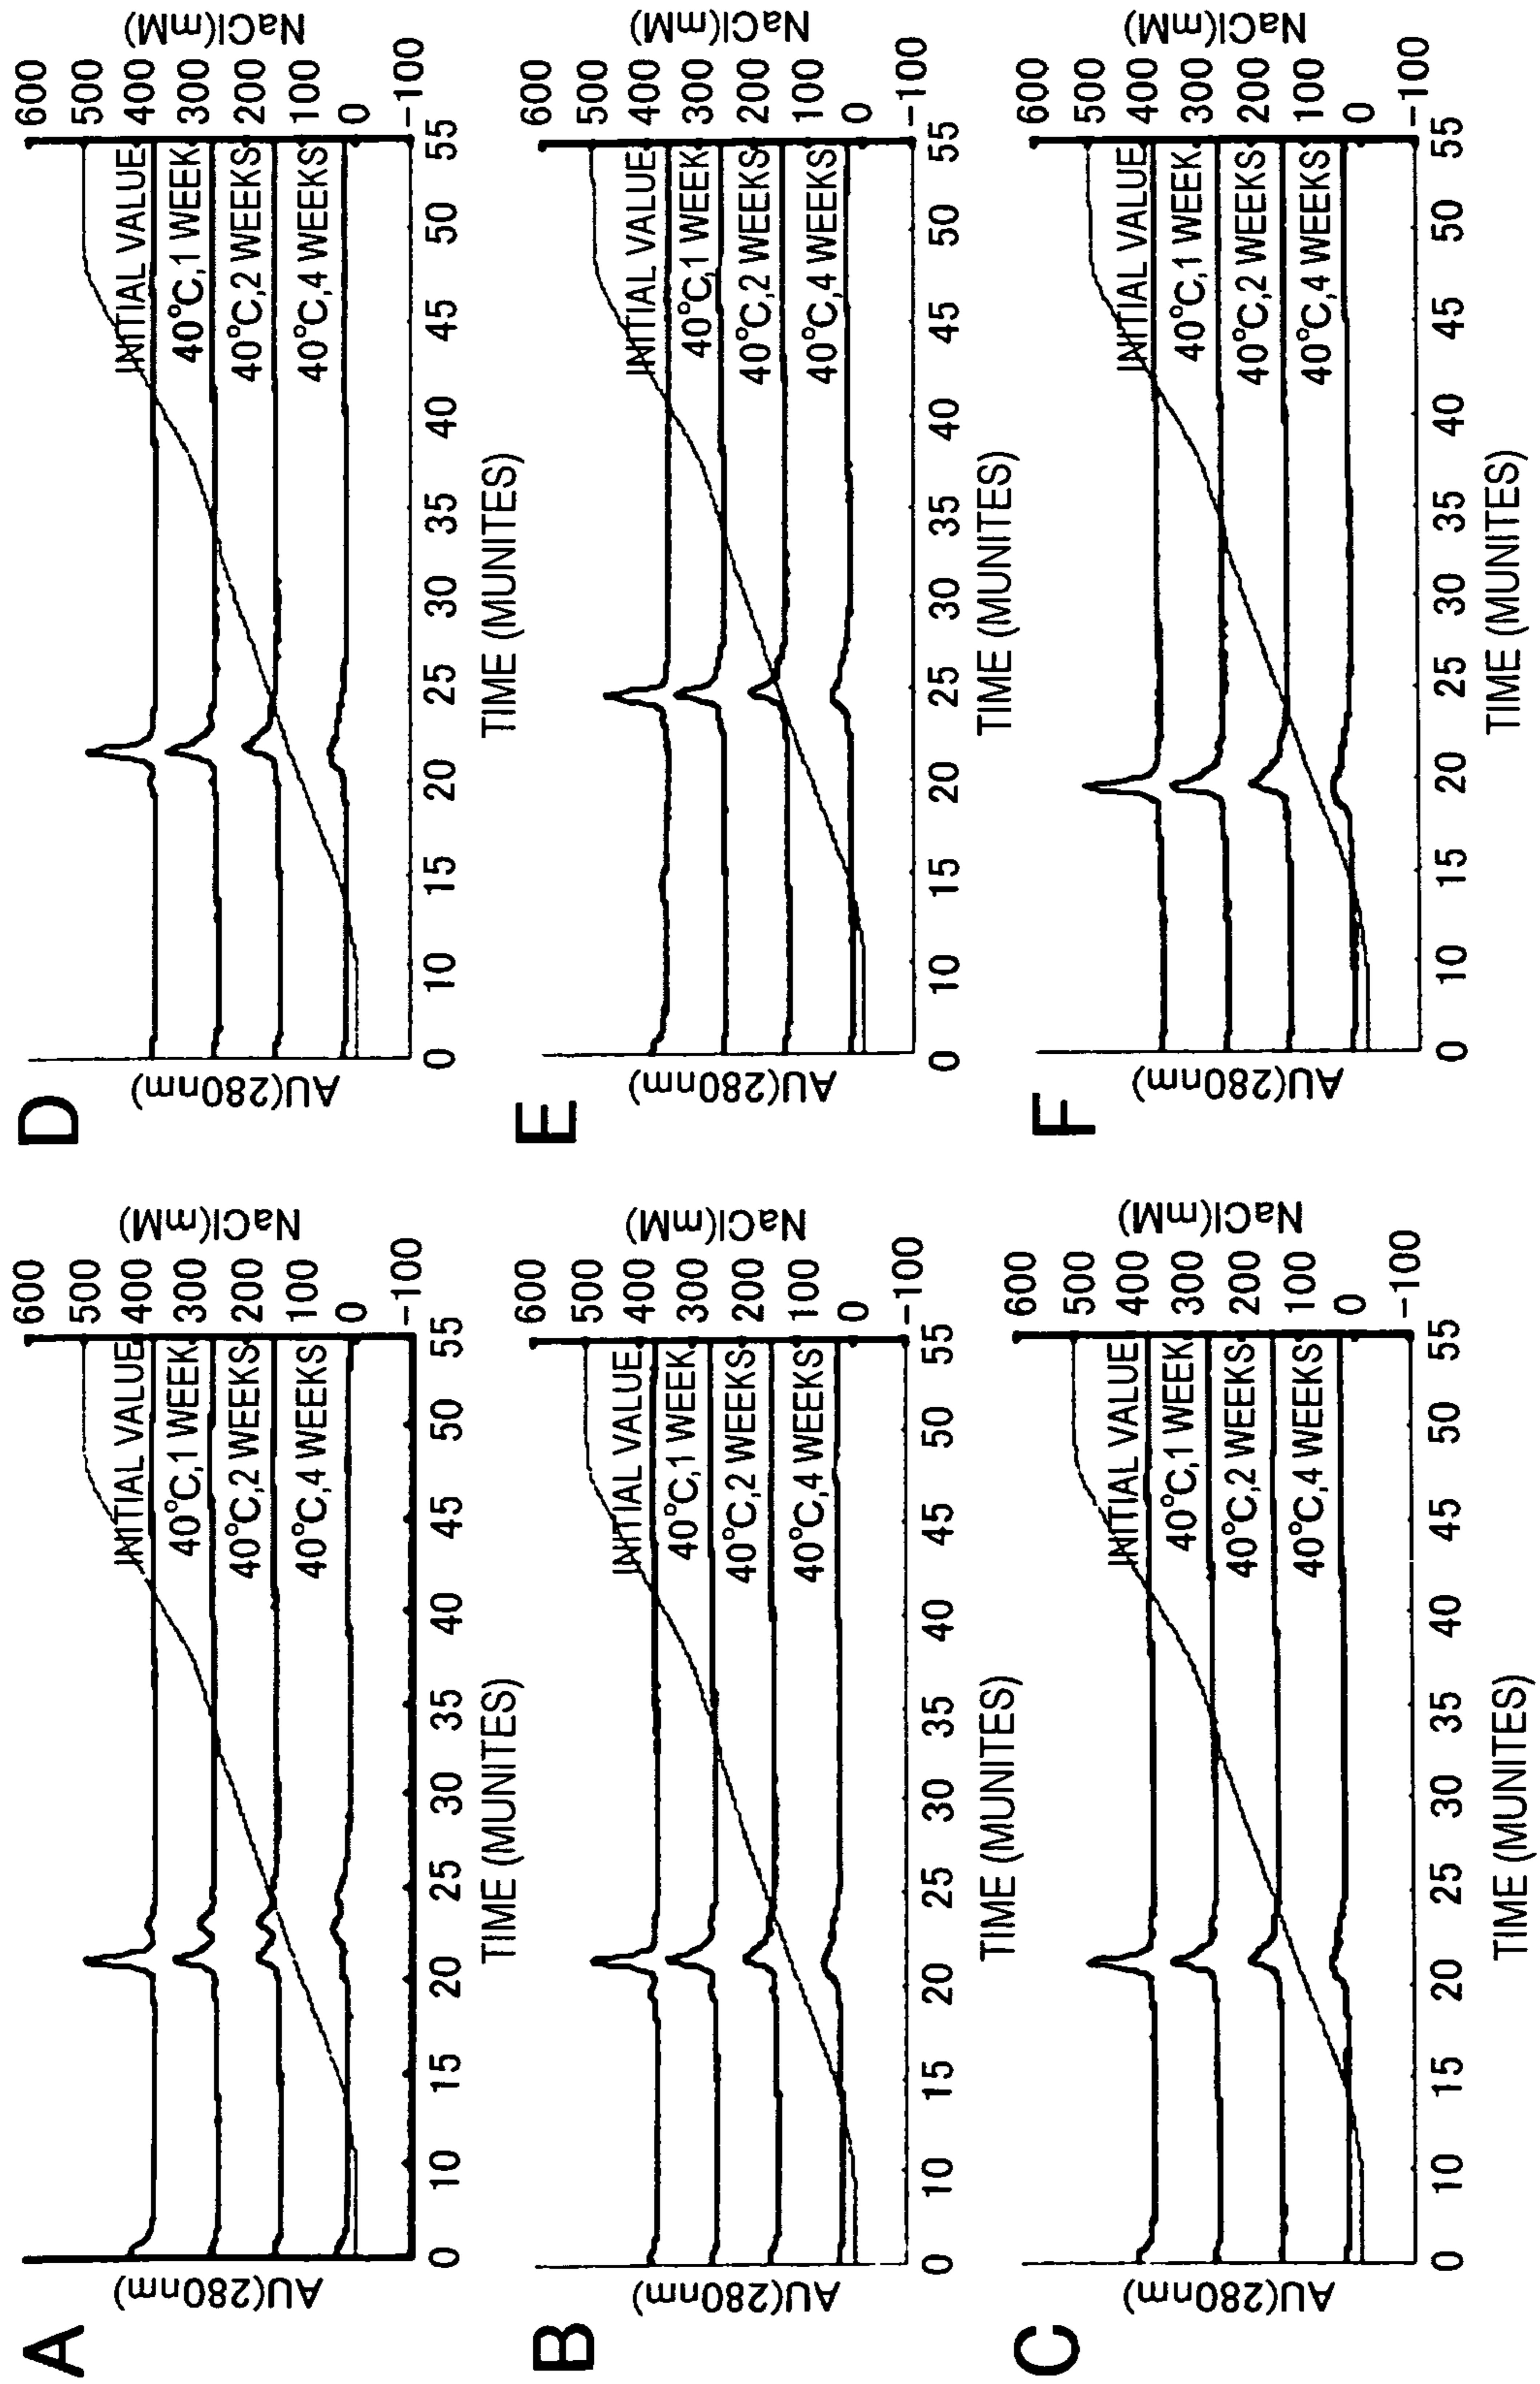 A
AU(280nm)
NaCl(mM)
600
500
400
300
200
100
0
-100
INITIAL VALUE
40°C,1 WEEK
40°C,2 WEEKS
40°C,4 WEEKS
0 10 15 20 25 30 35 40 45 50 55
TIME (MUNITES)
B
AU(280nm)
NaCl(mM)
600
500
400
300
200
100
0
-100
INITIAL VALUE
40°C,1 WEEK
40°C,2 WEEKS
40°C,4 WEEKS
0 10 15 20 25 30 35 40 45 50 55
TIME (MUNITES)
C
AU(280nm)
NaCl(mM)
600
500
400
300
200
100
0
-100
INITIAL VALUE
40°C,1 WEEK
40°C,2 WEEKS
40°C,4 WEEKS
0 10 15 20 25 30 35 40 45 50 55
TIME (MUNITES)
D
AU(280nm)
NaCl(mM)
600
500
400
300
200
100
0
-100
INITIAL VALUE
40°C,1 WEEK
40°C,2 WEEKS
40°C,4 WEEKS
0 10 15 20 25 30 35 40 45 50 55
TIME (MUNITES)
E
AU(280nm)
NaCl(mM)
600
500
400
300
200
100
0
-100
INITIAL VALUE
40°C,1 WEEK
40°C,2 WEEKS
40°C,4 WEEKS
0 10 15 20 25 30 35 40 45 50 55
TIME (MUNITES)
F
AU(280nm)
NaCl(mM)
600
500
400
300
200
100
0
-100
INITIAL VALUE
40°C,1 WEEK
40°C,2 WEEKS
40°C,4 WEEKS
0 10 15 20 25 30 35 40 45 50 55
TIME (MUNITES)